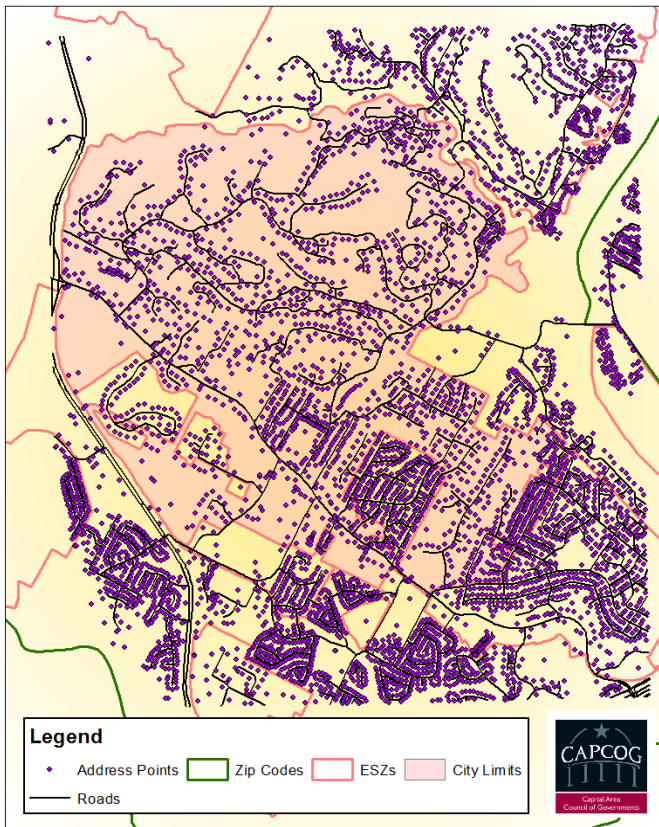 Legend
Address Points Zip Codes ESZs City Limits
Roads
CAPCOG
Capital Area
Council of Governments